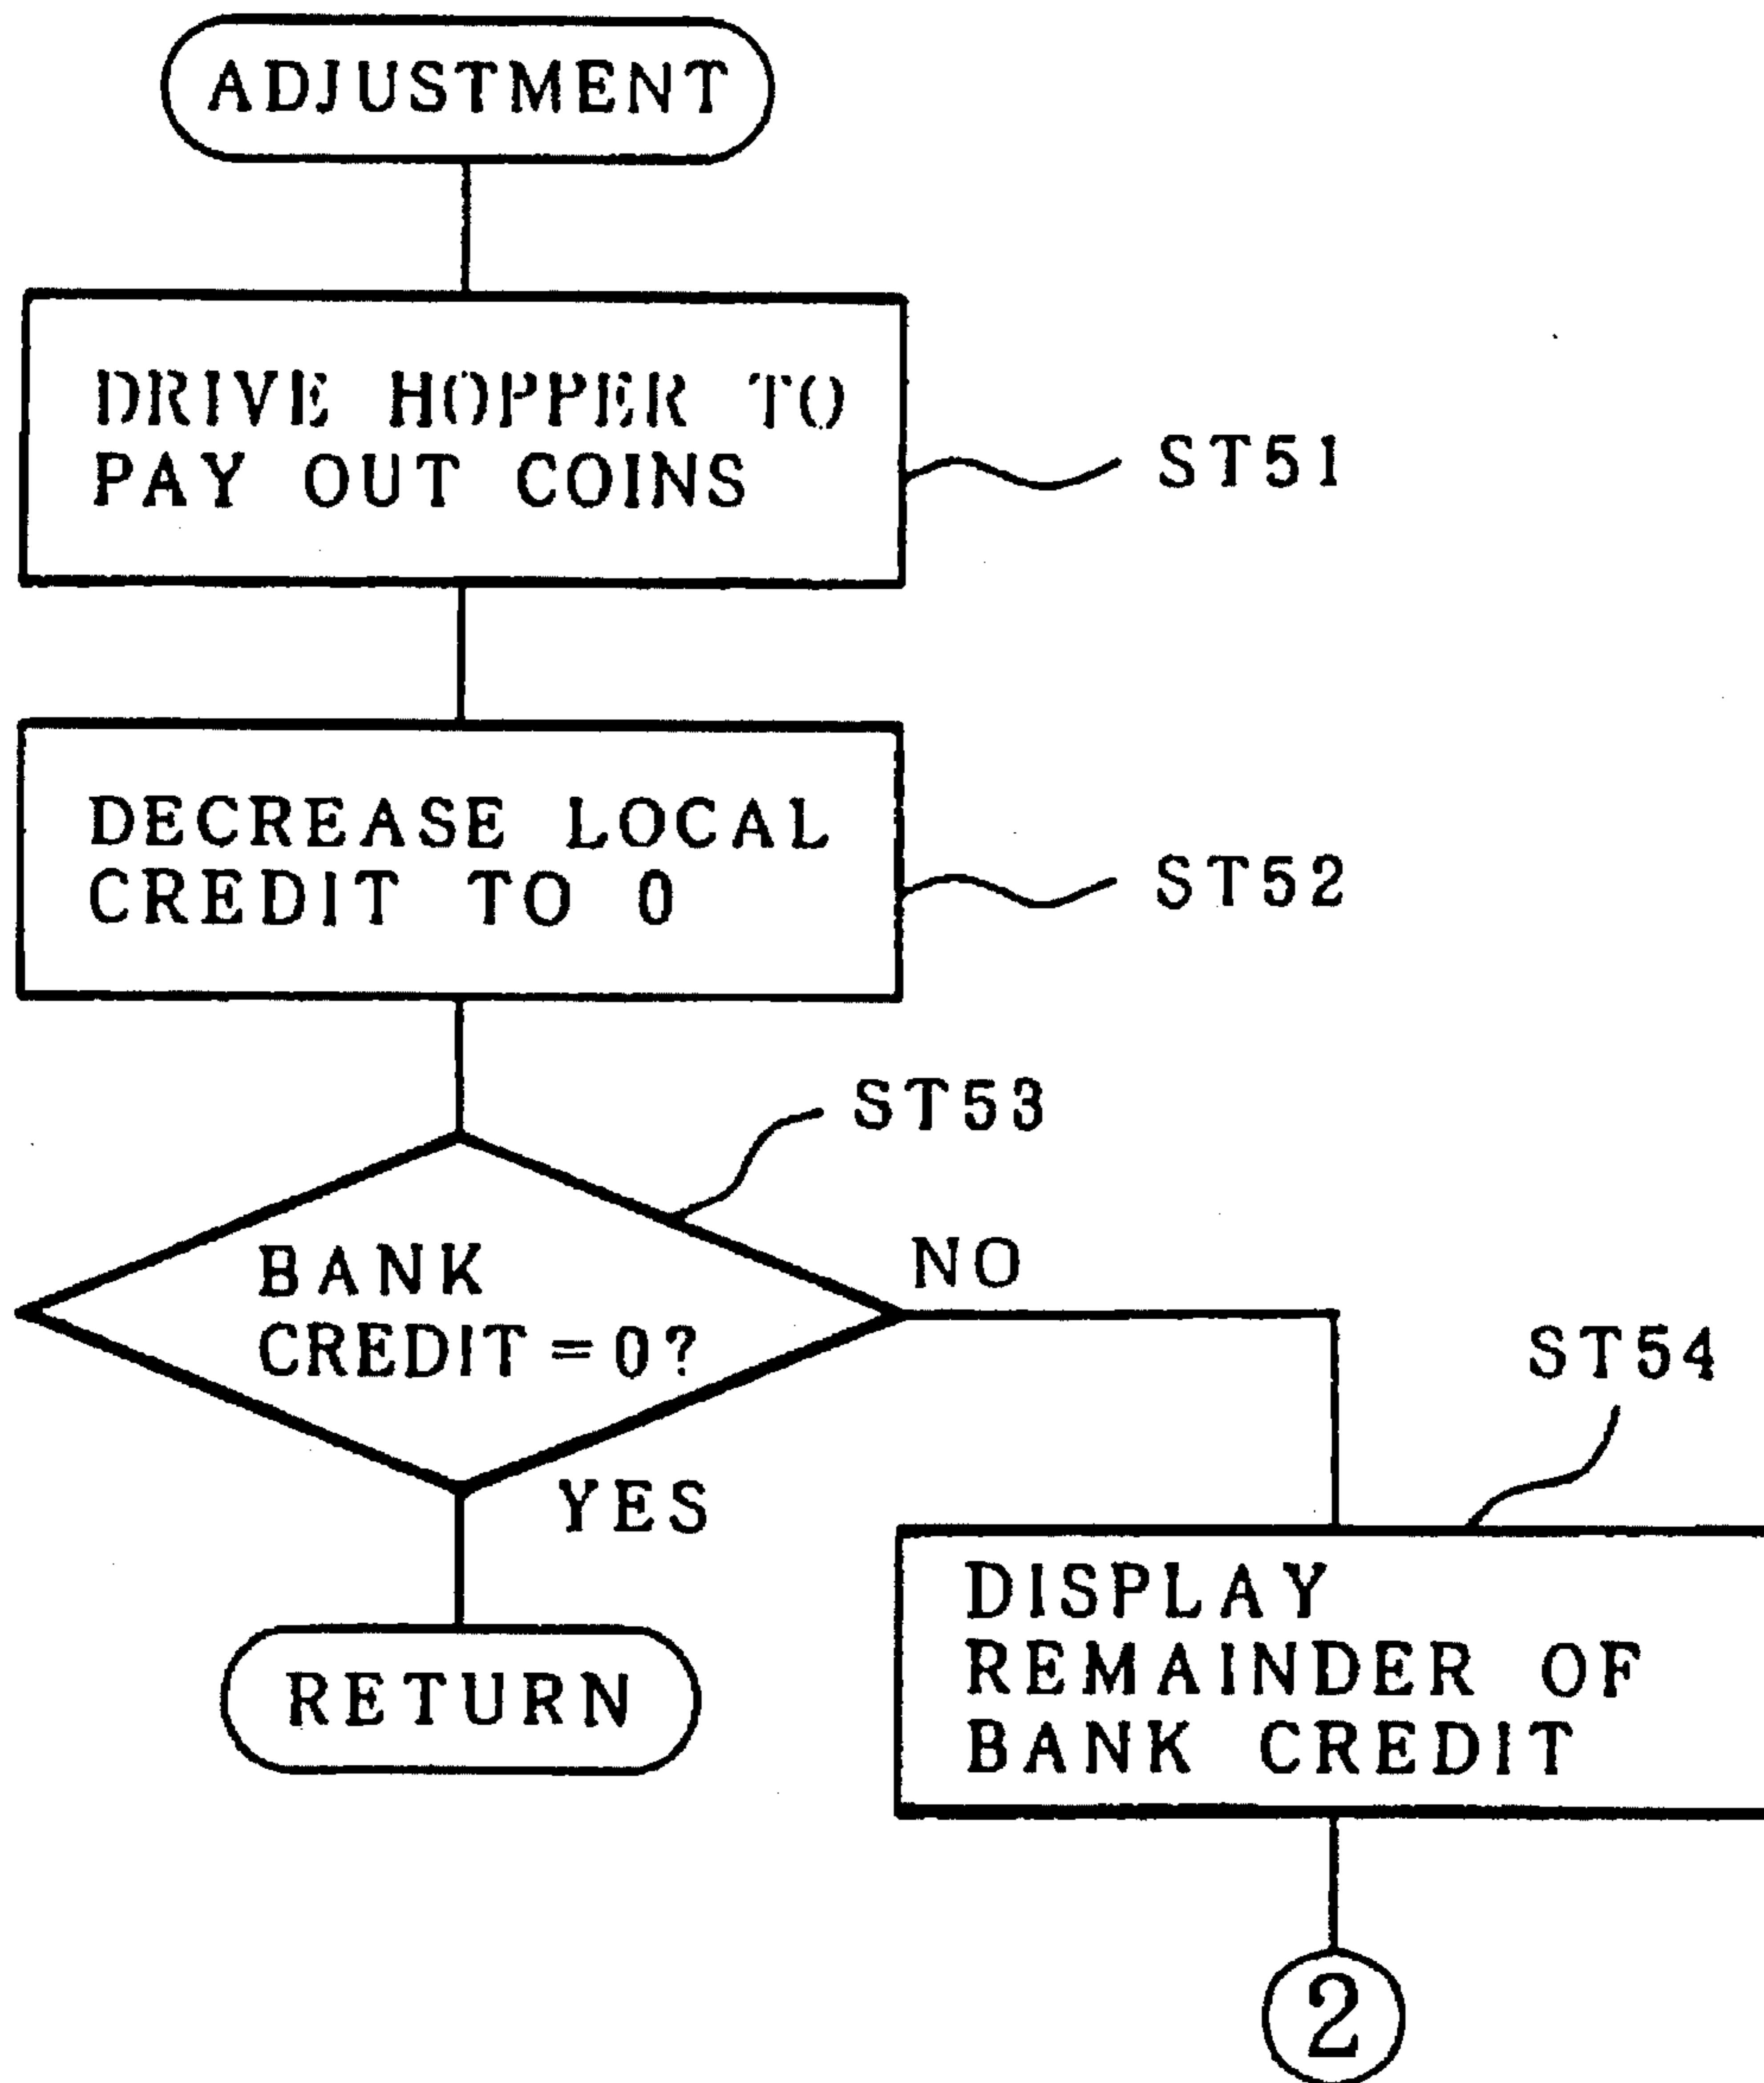 ADJUSTMENT
DRIVE HOPPER TO
PAY OUT COINS
ST51
DECREASE LOCAL
CREDIT TO 0
ST52
ST53
BANK
CREDIT=0?
NO
YES
ST54
RETURN
DISPLAY
REMAINDER OF
BANK CREDIT
2